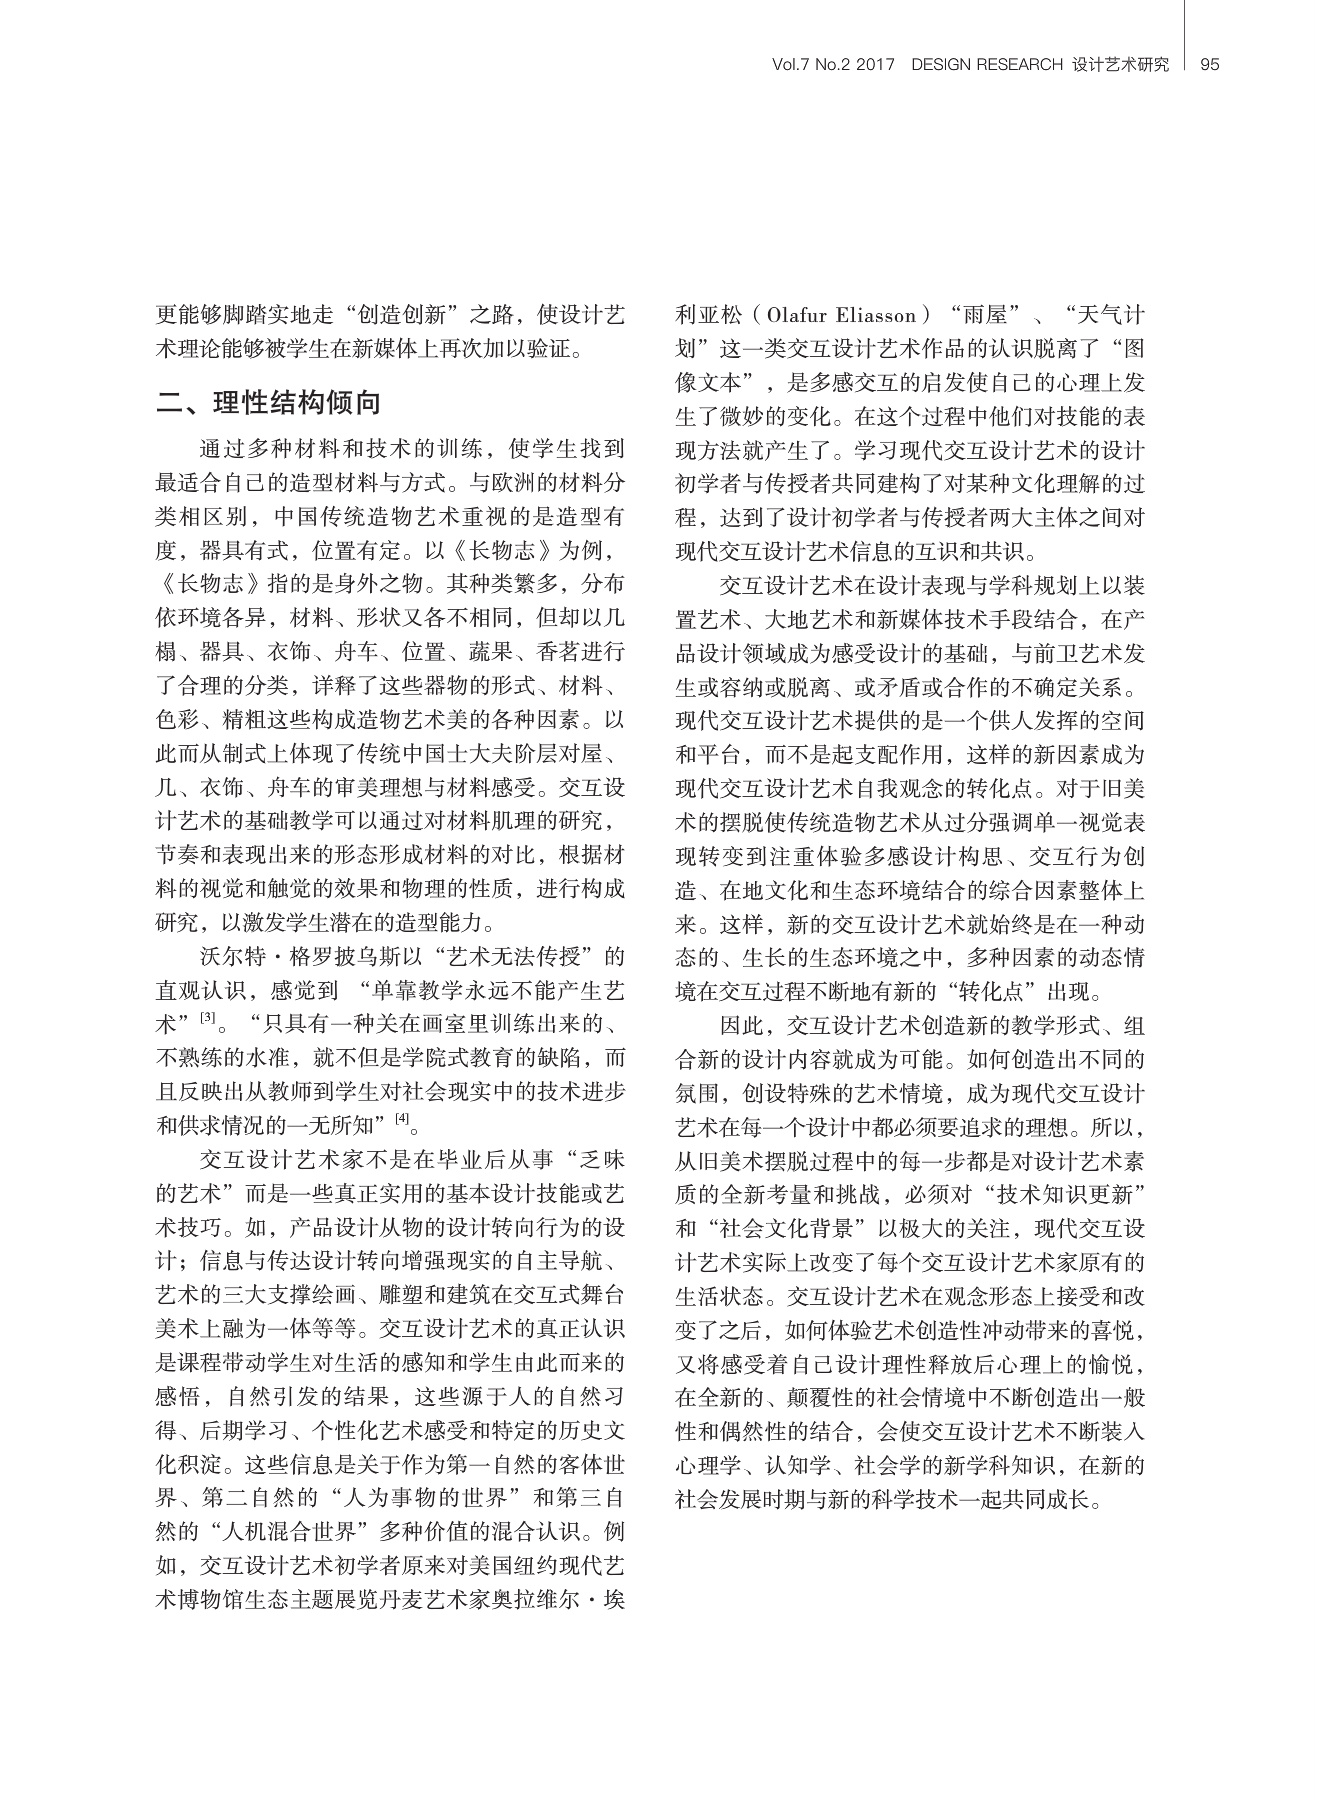 Vol.7 No.2 2017 DESIGN RESEARCH 设计艺术研究 95
更能够脚踏实地走“创造创新”之路，使设计艺
术理论能够被学生在新媒体上再次加以验证。
二、理性结构倾向
通过多种材料和技术的训练，使学生找到
最适合自己的造型材料与方式。与欧洲的材料分
类相区别，中国传统造物艺术重视的是造型有
度，器具有式，位置有定。以《长物志》为例，
《长物志》指的是身外之物。其种类繁多，分布
依环境各异，材料、形状又各不相同，但却以几
榻、器具、衣饰、舟车、位置、蔬果、香茗进行
了合理的分类，详释了这些器物的形式、材料、
色彩、精粗这些构成造物艺术美的各种因素。以
此而从制式上体现了传统中国士大夫阶层对屋、
几、衣饰、舟车的审美理想与材料感受。交互设
计艺术的基础教学可以通过对材料肌理的研究，
节奏和表现出来的形态形成材料的对比，根据材
料的视觉和触觉的效果和物理的性质，进行构成
研究，以激发学生潜在的造型能力。
沃尔特·格罗披乌斯以“艺术无法传授”的
直观认识，感觉到 “单靠教学永远不能产生艺
术”[3]。“只具有一种关在画室里训练出来的、
不熟练的水准，就不但是学院式教育的缺陷，而
且反映出从教师到学生对社会现实中的技术进步
和供求情况的一无所知”[4]。
交互设计艺术家不是在毕业后从事“乏味
的艺术”而是一些真正实用的基本设计技能或艺
术技巧。如，产品设计从物的设计转向行为的设
计；信息与传达设计转向增强现实的自主导航、
艺术的三大支撑绘画、雕塑和建筑在交互式舞台
美术上融为一体等等。交互设计艺术的真正认识
是课程带动学生对生活的感知和学生由此而来的
感悟，自然引发的结果，这些源于人的自然习
得、后期学习、个性化艺术感受和特定的历史文
化积淀。这些信息是关于作为第一自然的客体世
界、第二自然的“人为事物的世界”和第三自
然的“人机混合世界”多种价值的混合认识。例
如，交互设计艺术初学者原来对美国纽约现代艺
术博物馆生态主题展览丹麦艺术家奥拉维尔·埃
利亚松（Olafur Eliasson）“雨屋”、“天气计
划”这一类交互设计艺术作品的认识脱离了“图
像文本”，是多感交互的启发使自己的心理上发
生了微妙的变化。在这个过程中他们对技能的表
现方法就产生了。学习现代交互设计艺术的设计
初学者与传授者共同建构了对某种文化理解的过
程，达到了设计初学者与传授者两大主体之间对
现代交互设计艺术信息的互识和共识。
交互设计艺术在设计表现与学科规划上以装
置艺术、大地艺术和新媒体技术手段结合，在产
品设计领域成为感受设计的基础，与前卫艺术发
生或容纳或脱离、或矛盾或合作的不确定关系。
现代交互设计艺术提供的是一个供人发挥的空间
和平台，而不是起支配作用，这样的新因素成为
现代交互设计艺术自我观念的转化点。对于旧美
术的摆脱使传统造物艺术从过分强调单一视觉表
现转变到注重体验多感设计构思、交互行为创
造、在地文化和生态环境结合的综合因素整体上
来。这样，新的交互设计艺术就始终是在一种动
态的、生长的生态环境之中，多种因素的动态情
境在交互过程不断地有新的“转化点”出现。
因此，交互设计艺术创造新的教学形式、组
合新的设计内容就成为可能。如何创造出不同的
氛围，创设特殊的艺术情境，成为现代交互设计
艺术在每一个设计中都必须要追求的理想。所以，
从旧美术摆脱过程中的每一步都是对设计艺术素
质的全新考量和挑战，必须对“技术知识更新”
和“社会文化背景”以极大的关注，现代交互设
计艺术实际上改变了每个交互设计艺术家原有的
生活状态。交互设计艺术在观念形态上接受和改
变了之后，如何体验艺术创造性冲动带来的喜悦，
又将感受着自己设计理性释放后心理上的愉悦，
在全新的、颠覆性的社会情境中不断创造出一般
性和偶然性的结合，会使交互设计艺术不断装入
心理学、认知学、社会学的新学科知识，在新的
社会发展时期与新的科学技术一起共同成长。